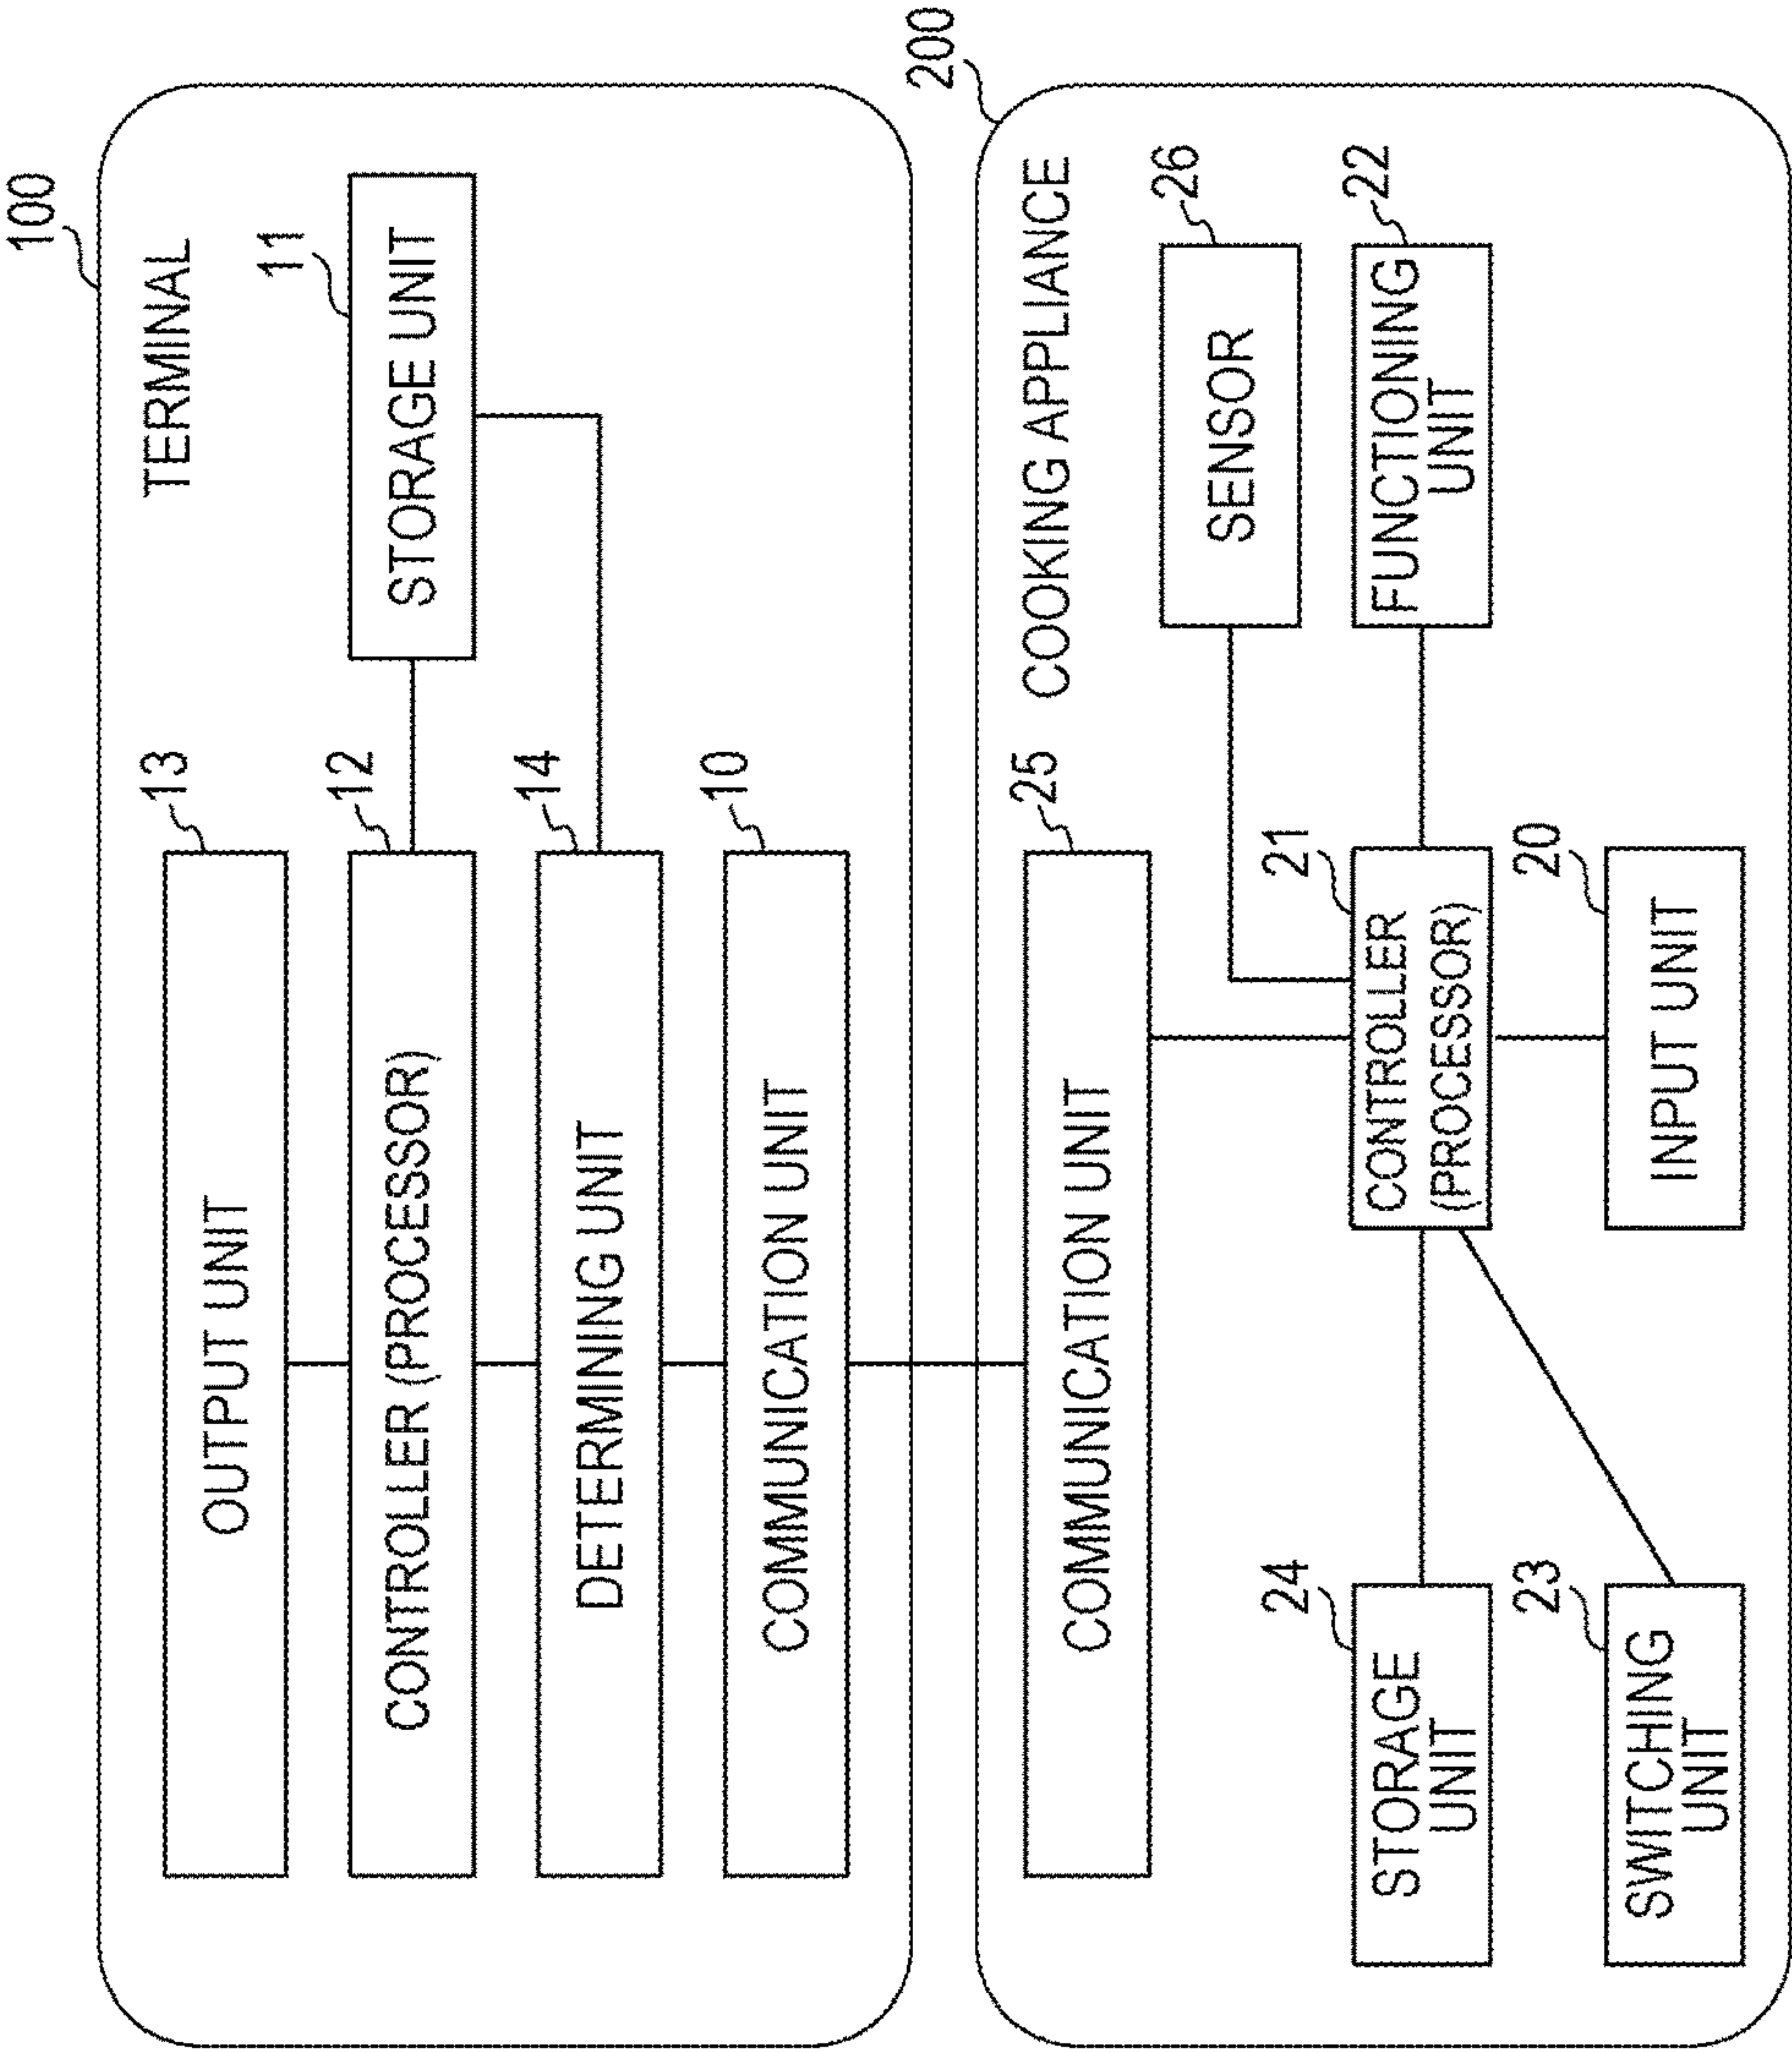 100
TERMINAL
13
OUTPUT UNIT
12
CONTROLLER (PROCESSOR)
11
STORAGE UNIT
14
DETERMINING UNIT
10
COMMUNICATION UNIT
200
COOKING APPLIANCE
25
COMMUNICATION UNIT
26
SENSOR
24
STORAGE
UNIT
21
CONTROLLER
(PROCESSOR)
22
FUNCTIONING
UNIT
23
SWITCHING
UNIT
20
INPUT UNIT